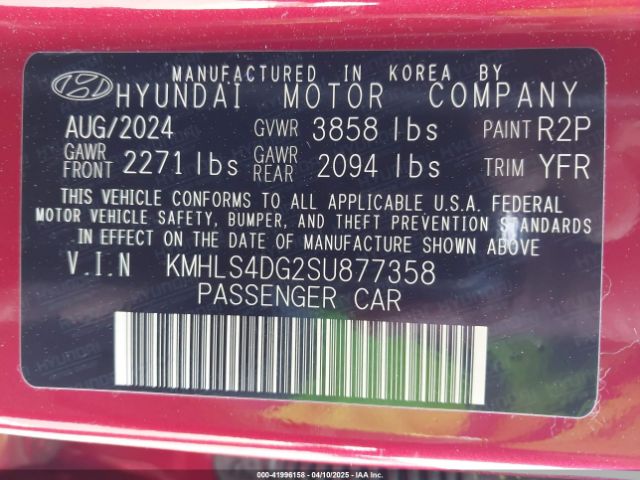 MANUFACTURED IN KOREA BY
HYUNDAI MOTOR COMPANY
AUG/2024 GVWR 3858 lbs PAINT R2P
GAWR FRONT 2271 lbs GAWR REAR 2094 lbs TRIM YFR
THIS VEHICLE CONFORMS TO ALL APPLICABLE U.S.A. FEDERAL
MOTOR VEHICLE SAFETY, BUMPER, AND THEFT PREVENTION STANDARDS
IN EFFECT ON THE DATE OF MANUFACTURE SHOWN ABOVE
V.I.N KMHLS4DG2SU877358
PASSENGER CAR
000-41996158 - 04/10/2025 - IAAI.COM